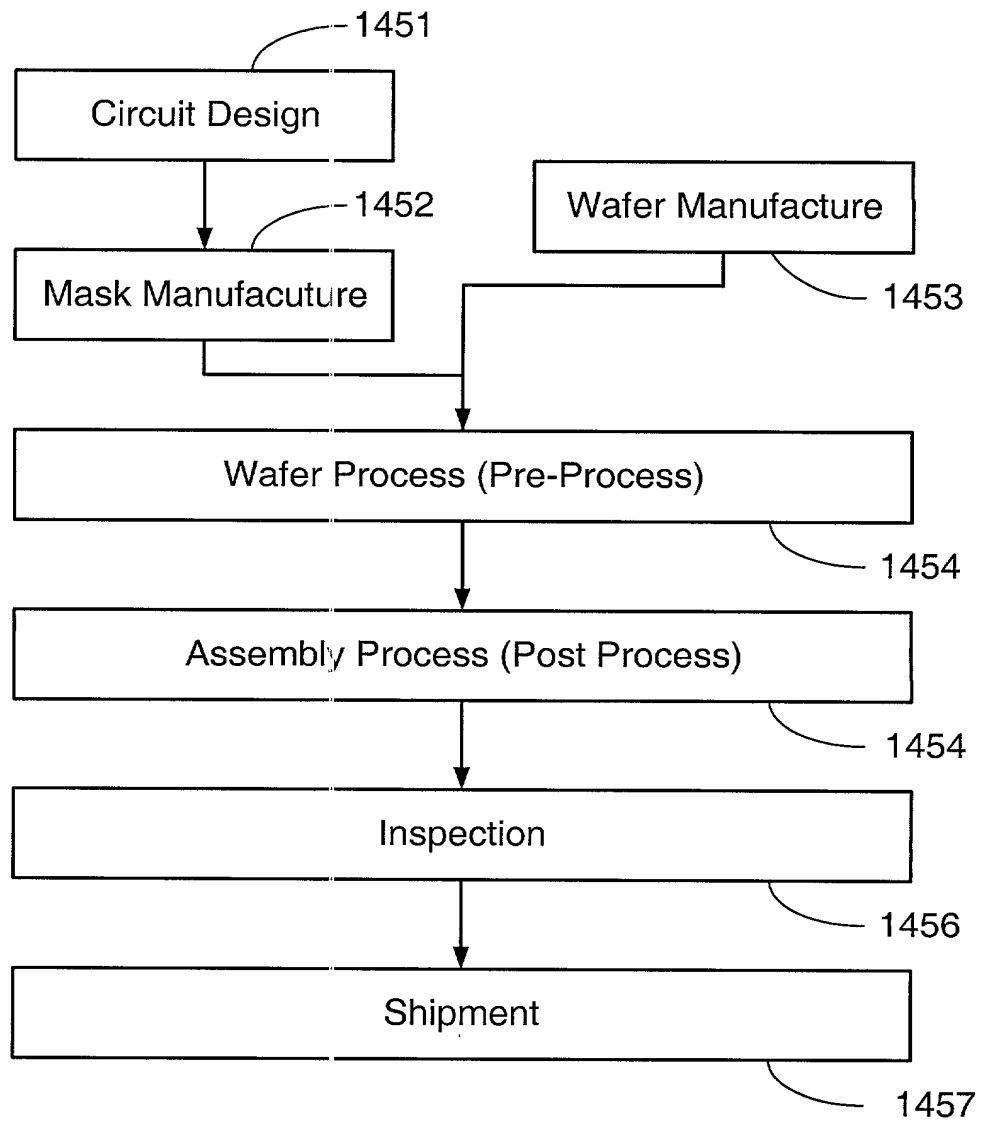 1451
Circuit Design
1452
Wafer Manufacture
Mask Manufacuture
1453
Wafer Process (Pre-Process)
1454
Assembly Process (Post Process)
1454
Inspection
1456
Shipment
1457